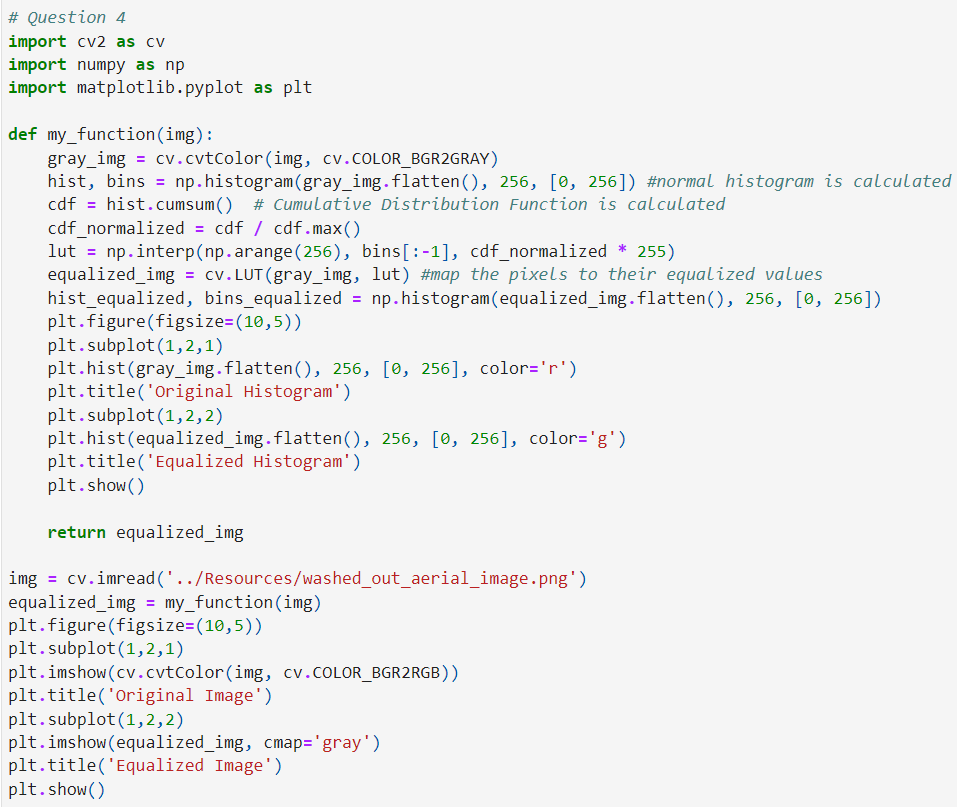 # Question 4
import cv2 as cv
import numpy as np
import matplotlib.pyplot as plt

def my_function(img):
    gray_img = cv.cvtColor(img, cv.COLOR_BGR2GRAY)
    hist, bins = np.histogram(gray_img.flatten(), 256, [0, 256]) #normal histogram is calculated
    cdf = hist.cumsum()  # Cumulative Distribution Function is calculated
    cdf_normalized = cdf / cdf.max()
    lut = np.interp(np.arange(256), bins[:-1], cdf_normalized * 255)
    equalized_img = cv.LUT(gray_img, lut) #map the pixels to their equalized values
    hist_equalized, bins_equalized = np.histogram(equalized_img.flatten(), 256, [0, 256])
    plt.figure(figsize=(10,5))
    plt.subplot(1,2,1)
    plt.hist(gray_img.flatten(), 256, [0, 256], color='r')
    plt.title('Original Histogram')
    plt.subplot(1,2,2)
    plt.hist(equalized_img.flatten(), 256, [0, 256], color='g')
    plt.title('Equalized Histogram')
    plt.show()

    return equalized_img

img = cv.imread('../Resources/washed_out_aerial_image.png')
equalized_img = my_function(img)
plt.figure(figsize=(10,5))
plt.subplot(1,2,1)
plt.imshow(cv.cvtColor(img, cv.COLOR_BGR2RGB))
plt.title('Original Image')
plt.subplot(1,2,2)
plt.imshow(equalized_img, cmap='gray')
plt.title('Equalized Image')
plt.show()